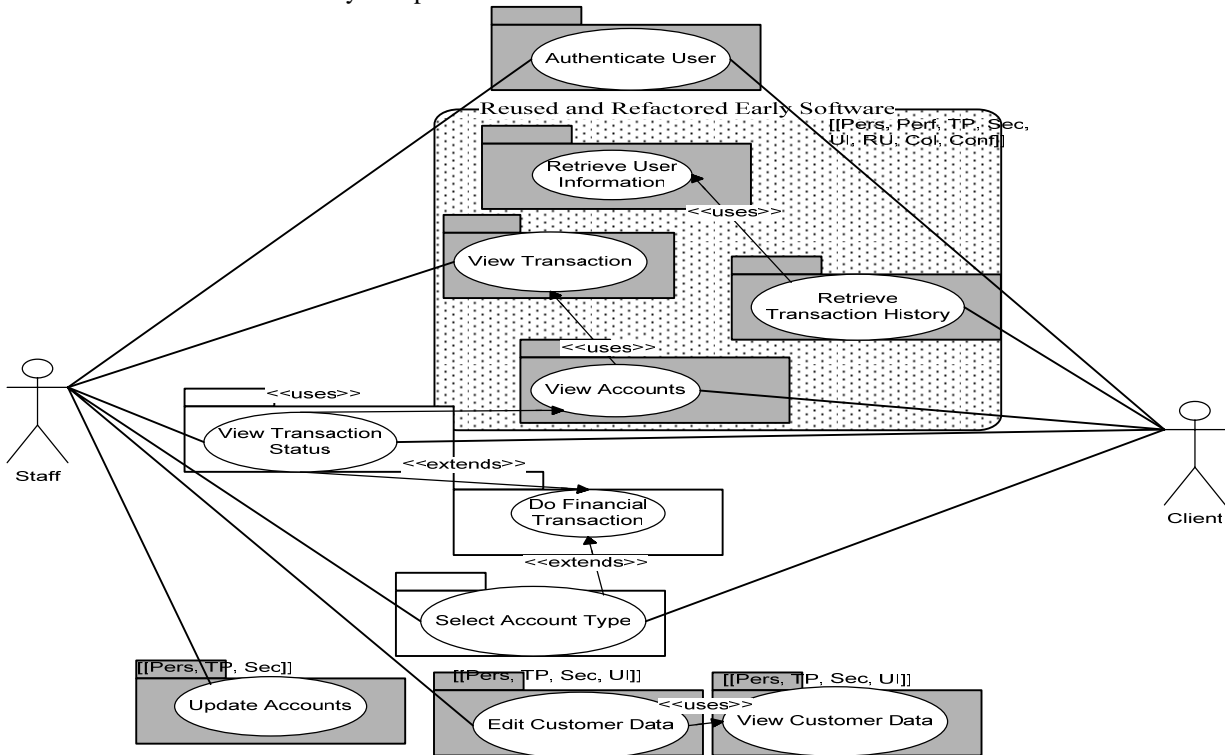 Authenticate User
Reused and Refactored Early Software
[[Pers, Perf, TP, Sec,
UI, RU, Col, Conf]]
Retrieve User
Information
<<uses>>
View Transaction
Retrieve
Transaction History
<<uses>>
View Accounts
<<uses>>
View Transaction
Status
<<extends>>
Staff
Do Financial
Transaction
Client
<<extends>>
Select Account Type
[[Pers, TP, Sec]]
Update Accounts
[[Pers, TP, Sec, UI]]
Edit Customer Data
<<uses>>
[[Pers, TP, Sec, UI]]
View Customer Data